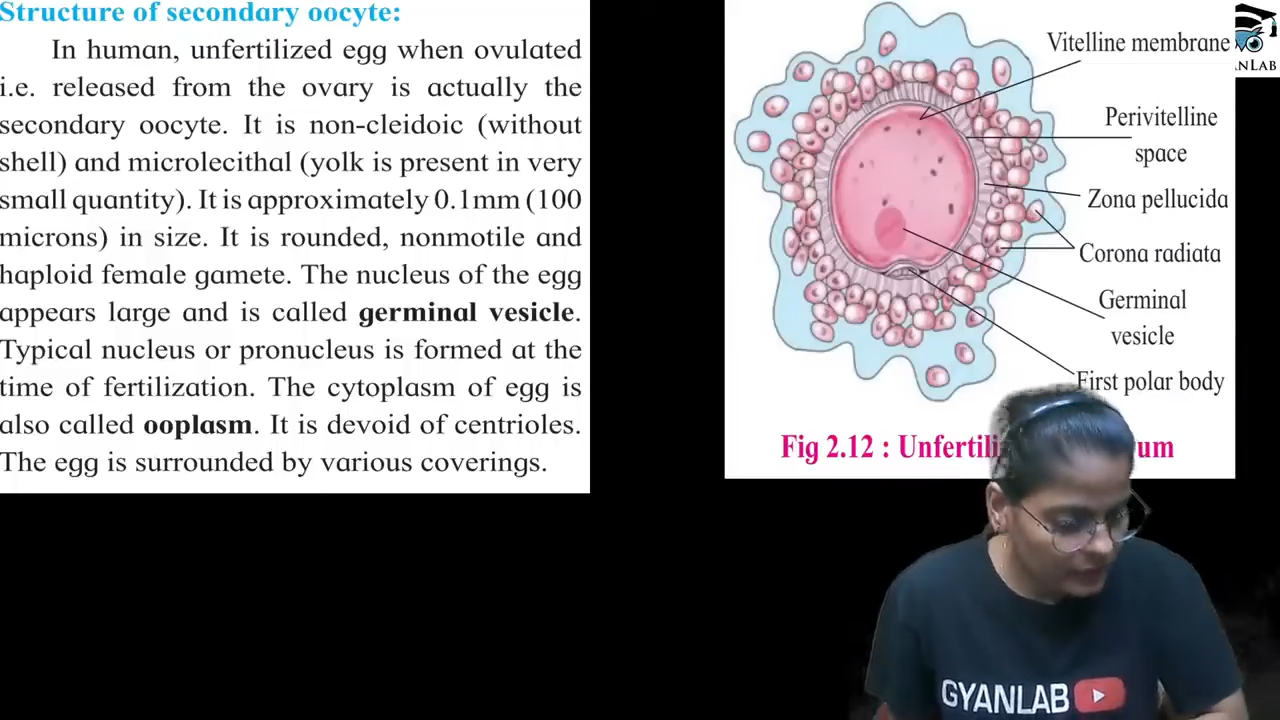 Structure of secondary oocyte:
In human, unfertilized egg when ovulated
i.e. released from the ovary is actually the
secondary oocyte. It is non-cleidoic (without
shell) and microlecithal (yolk is present in very
small quantity). It is approximately 0.1mm (100
microns) in size. It is rounded, nonmotile and
haploid female gamete. The nucleus of the egg
appears large and is called germinal vesicle.
Typical nucleus or pronucleus is formed at the
time of fertilization. The cytoplasm of egg is
also called ooplasm. It is devoid of centrioles.
The egg is surrounded by various coverings.
Vitelline membrane
Perivitelline
space
Zona pellucida
Corona radiata
Germinal
vesicle
First polar body
Fig 2.12 : Unfertili um
NLAB
GYANLAB